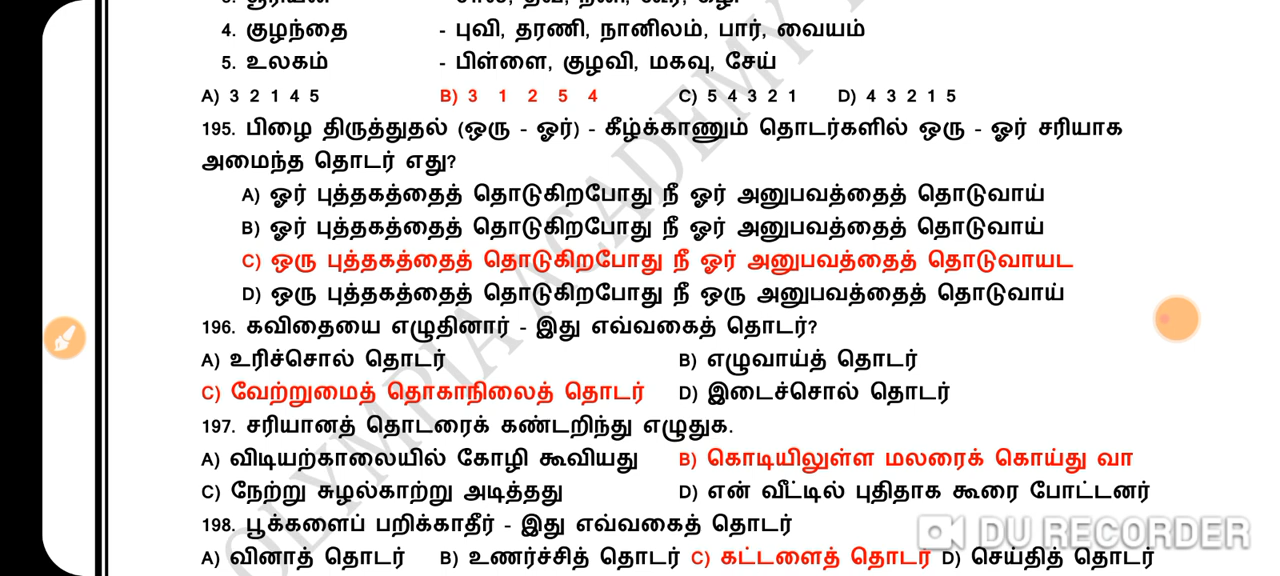 4. குழந்தை - புவி, தரணி, நானிலம், பார், வையம்
5. உலகம் - பிள்ளை, குழவி, மகவு, சேய்
A) 3 2 1 4 5 B) 3 1 2 5 4 C) 5 4 3 2 1 D) 4 3 2 1 5
195. பிழை திருத்துதல் (ஒரு - ஓர்) - கீழ்க்காணும் தொடர்களில் ஒரு - ஓர் சரியாக
அமைந்த தொடர் எது?
A) ஓர் புத்தகத்தைத் தொடுகிறபோது நீ ஓர் அனுபவத்தைத் தொடுவாய்
B) ஓர் புத்தகத்தைத் தொடுகிறபோது நீ ஓர் அனுபவத்தைத் தொடுவாய்
C) ஒரு புத்தகத்தைத் தொடுகிறபோது நீ ஓர் அனுபவத்தைத் தொடுவாயட
D) ஒரு புத்தகத்தைத் தொடுகிறபோது நீ ஒரு அனுபவத்தைத் தொடுவாய்
196. கவிதையை எழுதினார் - இது எவ்வகைத் தொடர்?
A) உரிச்சொல் தொடர் B) எழுவாய்த் தொடர்
C) வேற்றுமைத் தொகாநிலைத் தொடர் D) இடைச்சொல் தொடர்
197. சரியானத் தொடரைக் கண்டறிந்து எழுதுக.
A) விடியற்காலையில் கோழி கூவியது B) கொடியிலுள்ள மலரைக் கொய்து வா
C) நேற்று சுழல்காற்று அடித்தது D) என் வீட்டில் புதிதாக கூரை போட்டனர்
198. பூக்களைப் பறிக்காதீர் - இது எவ்வகைத் தொடர்
A) வினாத் தொடர் B) உணர்ச்சித் தொடர் C) கட்டளைத் தொடர் D) செய்தித் தொடர்
OLYMPIA ACADEMY
DU RECORDER